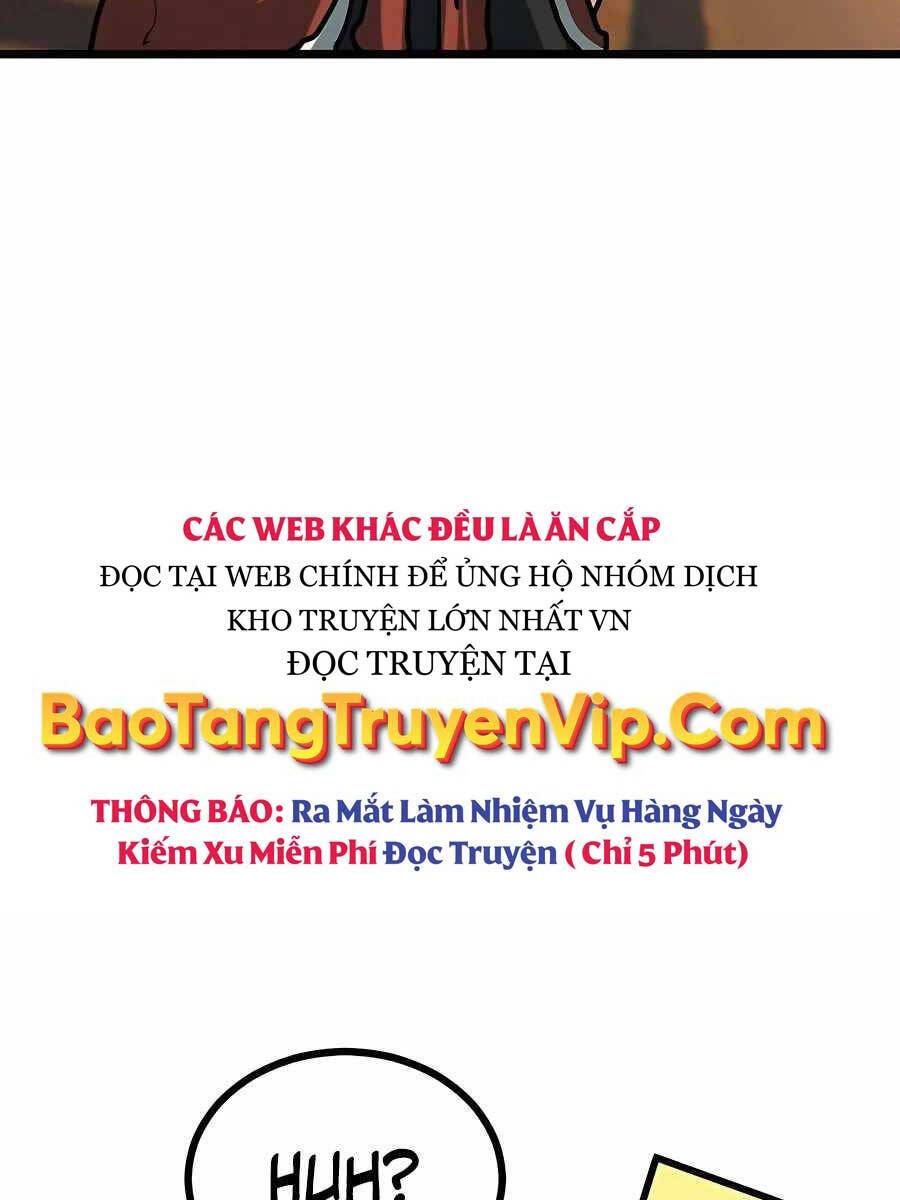 CÁC WEB KHÁC ĐỀU LÀ ĂN CẮP
ĐỌC TẠI WEB CHÍNH ĐỂ ỦNG HỘ NHÓM DỊCH
KHO TRUYỆN LỚN NHẤT VN
ĐỌC TRUYỆN TẠI
BaoTangTruyenVip.Com
THÔNG BÁO: Ra Mắt Làm Nhiệm Vụ Hàng Ngày
Kiếm Xu Miễn Phí Đọc Truyện ( Chỉ 5 Phút)
HUH?